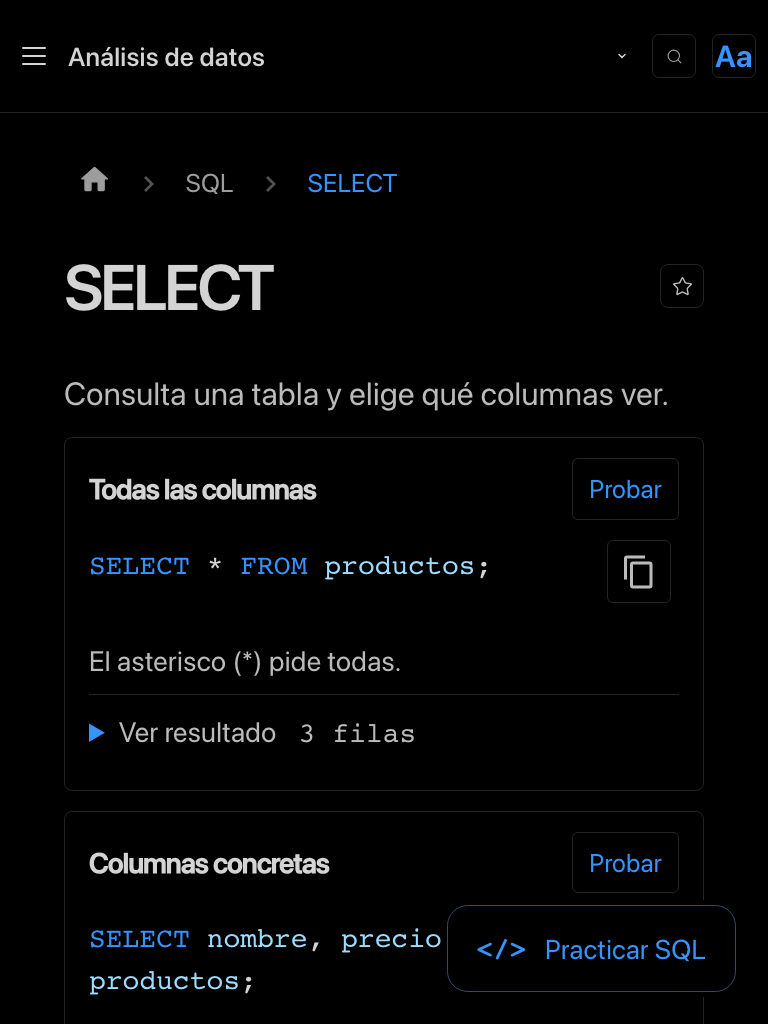 Análisis de datos
Aa
SQL
SELECT
SELECT
Consulta una tabla y elige qué columnas ver.
Todas las columnas
Probar
SELECT * FROM productos;
El asterisco (*) pide todas.
Ver resultado 3 filas
Columnas concretas
Probar
SELECT nombre, precio
productos;
</> Practicar SQL